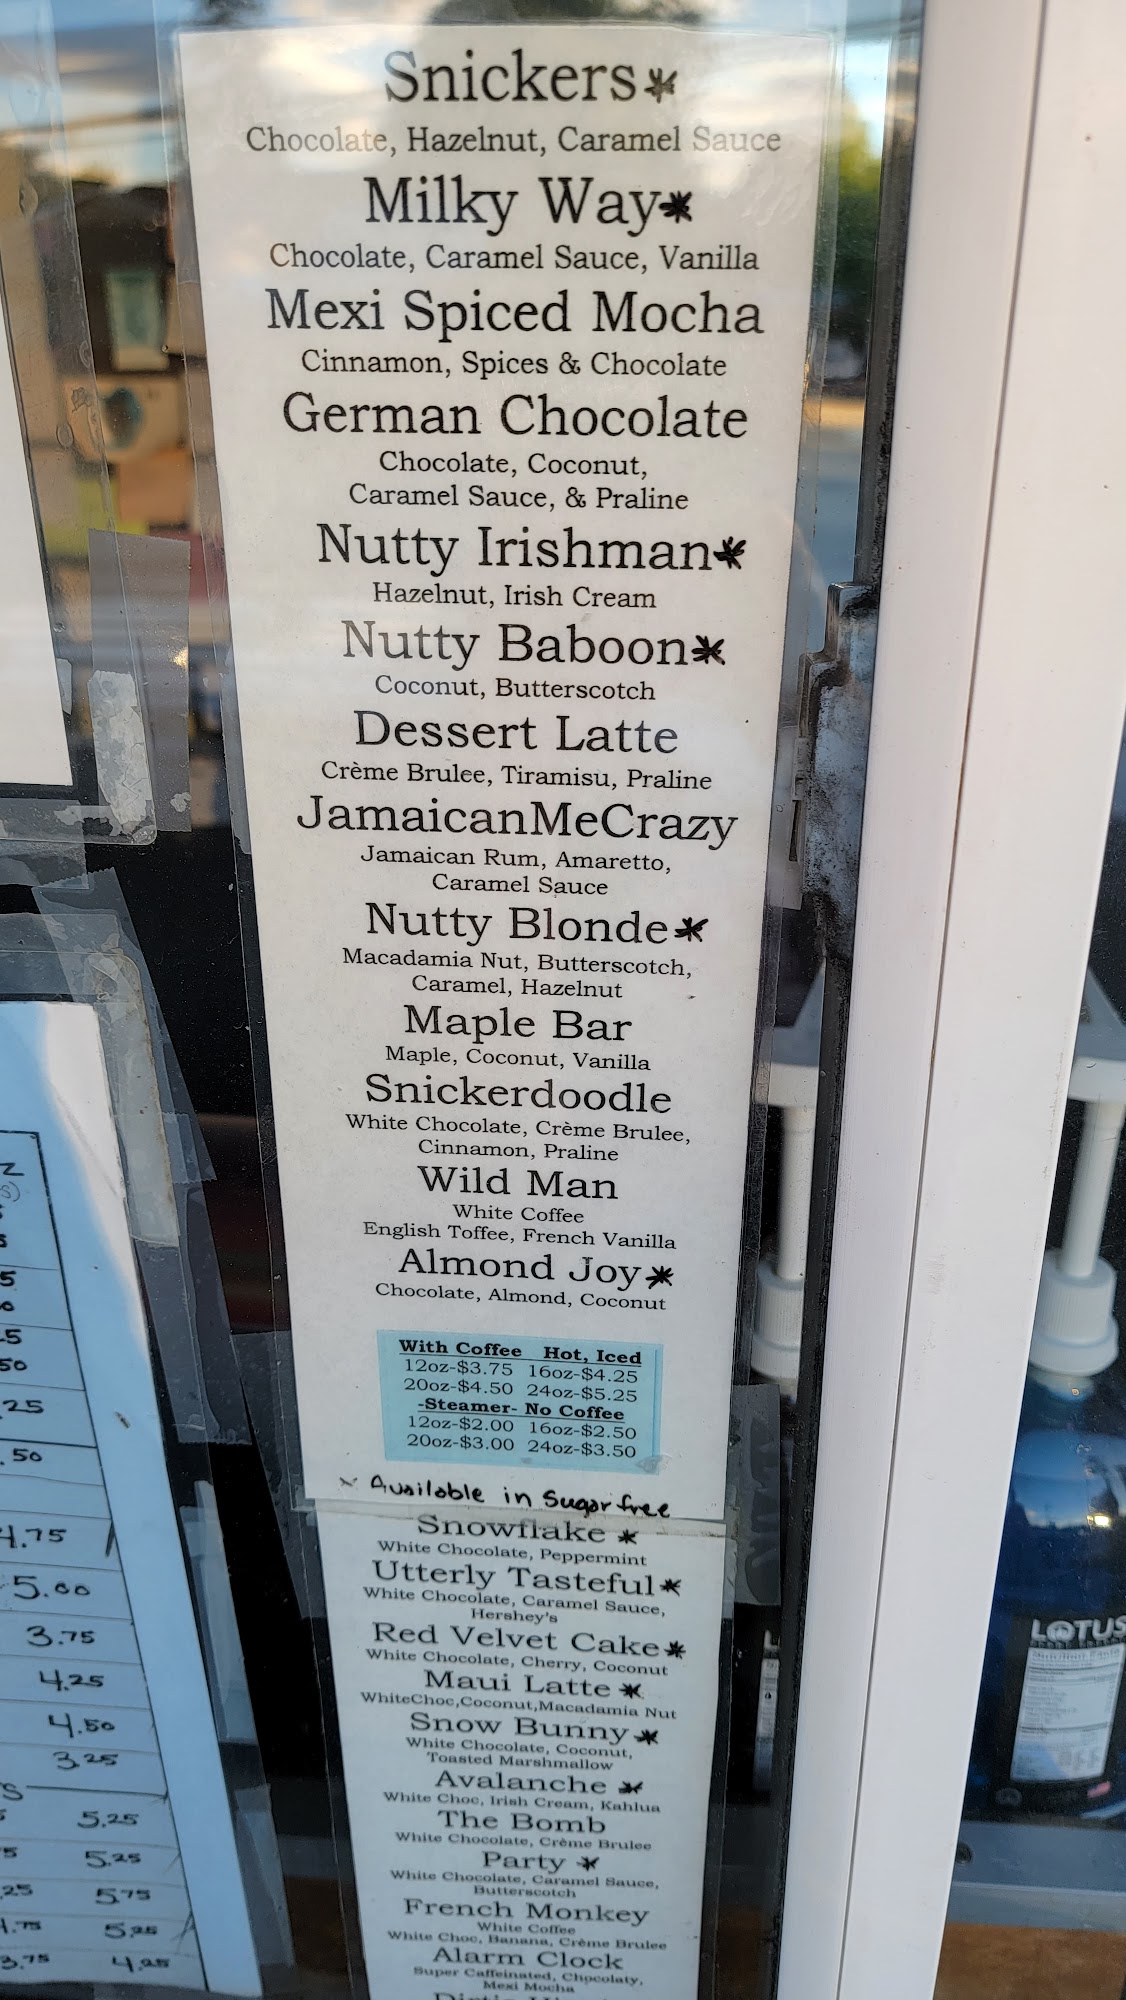 Snickers*
Chocolate, Hazelnut, Caramel Sauce
Milky Way*
Chocolate, Caramel Sauce, Vanilla
Mexi Spiced Mocha
Cinnamon, Spices & Chocolate
German Chocolate
Chocolate, Coconut,
Caramel Sauce, & Praline
Nutty Irishman*
Hazelnut, Irish Cream
Nutty Baboon*
Coconut, Butterscotch
Dessert Latte
Crème Brulee, Tiramisu, Praline
JamaicanMeCrazy
Jamaican Rum, Amaretto,
Caramel Sauce
Nutty Blonde*
Macadamia Nut, Butterscotch,
Caramel, Hazelnut
Maple Bar
Maple, Coconut, Vanilla
Snickerdoodle
White Chocolate, Crème Brulee,
Cinnamon, Praline
Wild Man
White Coffee
English Toffee, French Vanilla
Almond Joy*
Chocolate, Almond, Coconut
With Coffee Hot, Iced
12oz-$3.75 16oz-$4.25
20oz-$4.50 24oz-$5.25
-Steamer- No Coffee
12oz-$2.00 16oz-$2.50
20oz-$3.00 24oz-$3.50
* Available in Sugar free
Snowflake *
White Chocolate, Peppermint
Utterly Tasteful*
White Chocolate, Caramel Sauce,
Hershey's
Red Velvet Cake*
White Chocolate, Cherry, Coconut
Maui Latte *
WhiteChoc,Coconut,Macadamia Nut
Snow Bunny*
White Chocolate, Coconut,
Toasted Marshmallow
Avalanche *
White Choc, Irish Cream, Kahlua
The Bomb
White Chocolate, Crème Brulee
Party *
White Chocolate, Caramel Sauce,
Butterscotch
French Monkey
White Coffee
White Choc, Banana, Crème Brulee
Alarm Clock
Super Caffeinated, Chocolaty,
Mexi Mocha
.25
.50
4.75
5.00
3.75
4.25
4.50
3.25
5.25
5.25
.25 5.75
4.75 5.25
3.75 4.25
LOTUS